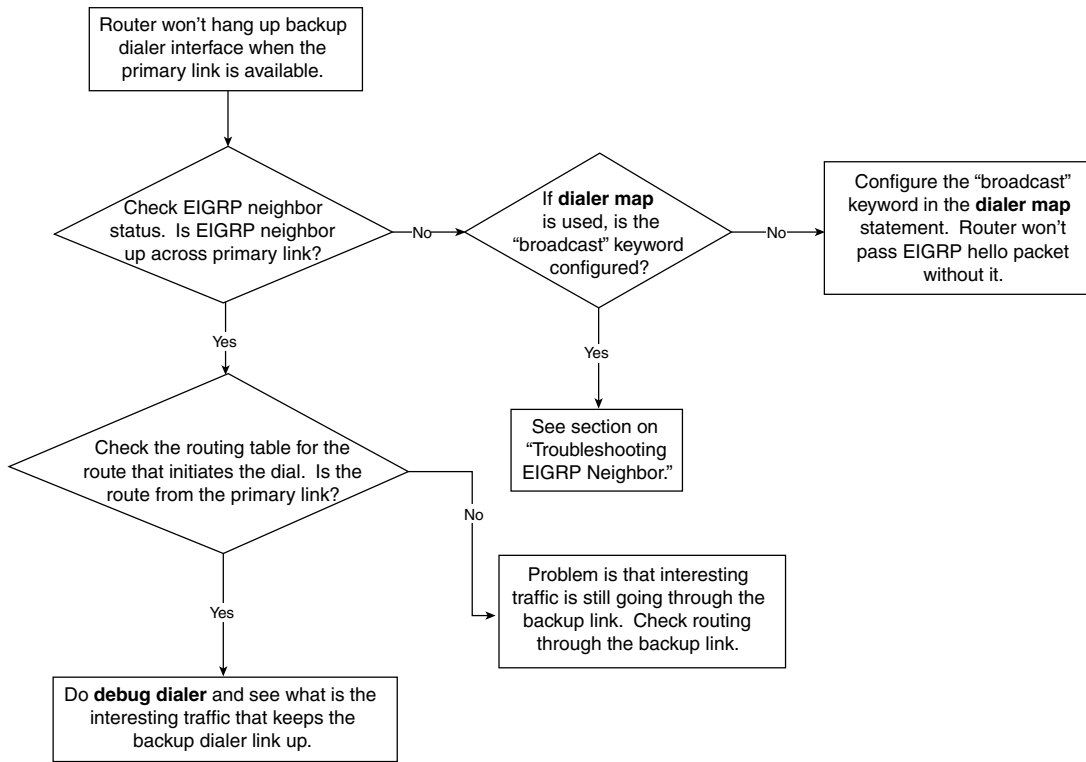 Router won't hang up backup
dialer interface when the
primary link is available.
Check EIGRP neighbor
status. Is EIGRP neighbor
up across primary link?
No
If dialer map
is used, is the
"broadcast" keyword
configured?
No
Configure the "broadcast"
keyword in the dialer map
statement. Router won't
pass EIGRP hello packet
without it.
Yes
Yes
See section on
"Troubleshooting
EIGRP Neighbor."
Check the routing table for the
route that initiates the dial. Is the
route from the primary link?
No
Problem is that interesting
traffic is still going through the
backup link. Check routing
through the backup link.
Yes
Do debug dialer and see what is the
interesting traffic that keeps the
backup dialer link up.